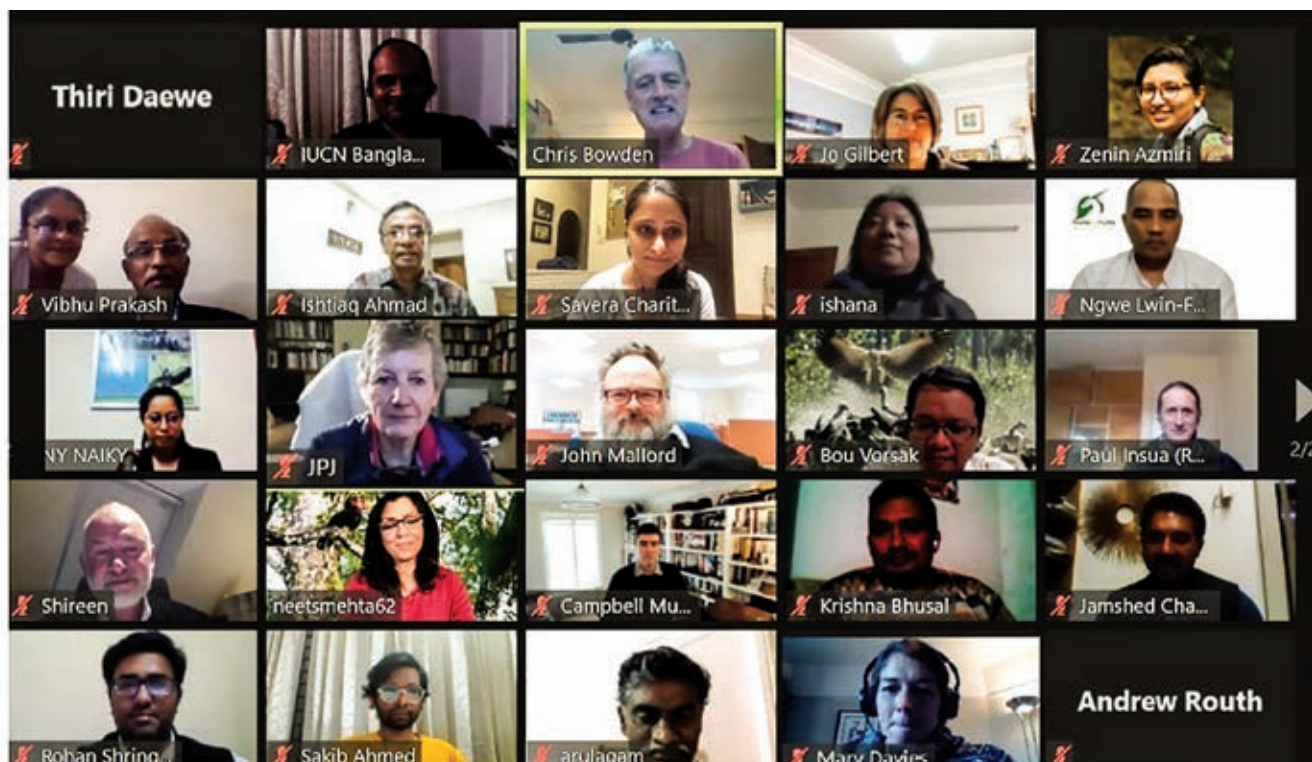 Thiri Daewe
IUCN Bangla...
Chris Bowden
Jo Gilbert
Zenin Azmiri
Vibhu Prakash
Ishtiaq Ahmad
Savera Charit...
ishana
Ngwe Lwin-F...
NY NAIKY
JPJ
John Mallord
Bou Vorsak
Paul Insua (R...
2/2
Shireen
neetsmehta62
Campbell Mu...
Krishna Bhusal
Jamshed Cha...
Rohan Shring...
Sakib Ahmed
arulagam
Mary Davies
Andrew Routh